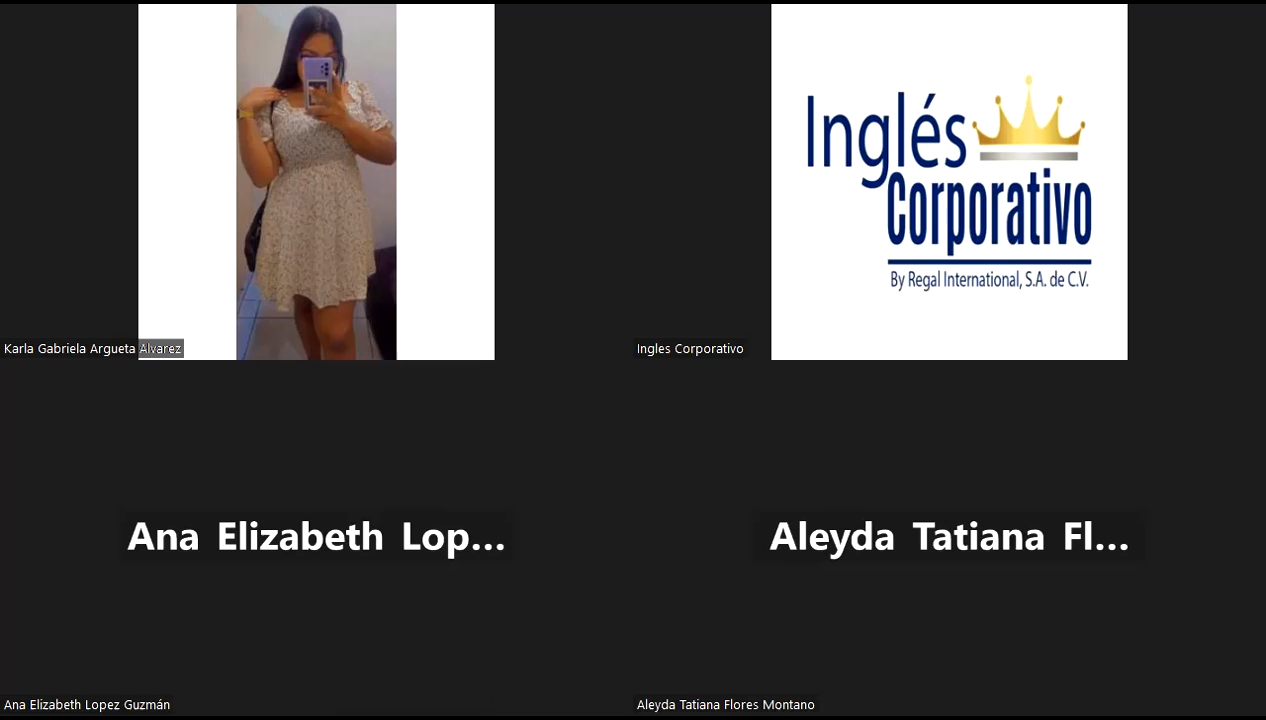 Inglés
Corporativo
By Regal International, S.A. de C.V.
Karla Gabriela Argueta Alvarez
Ingles Corporativo
Ana Elizabeth Lop...
Aleyda Tatiana Fl...
Ana Elizabeth Lopez Guzmán
Aleyda Tatiana Flores Montano